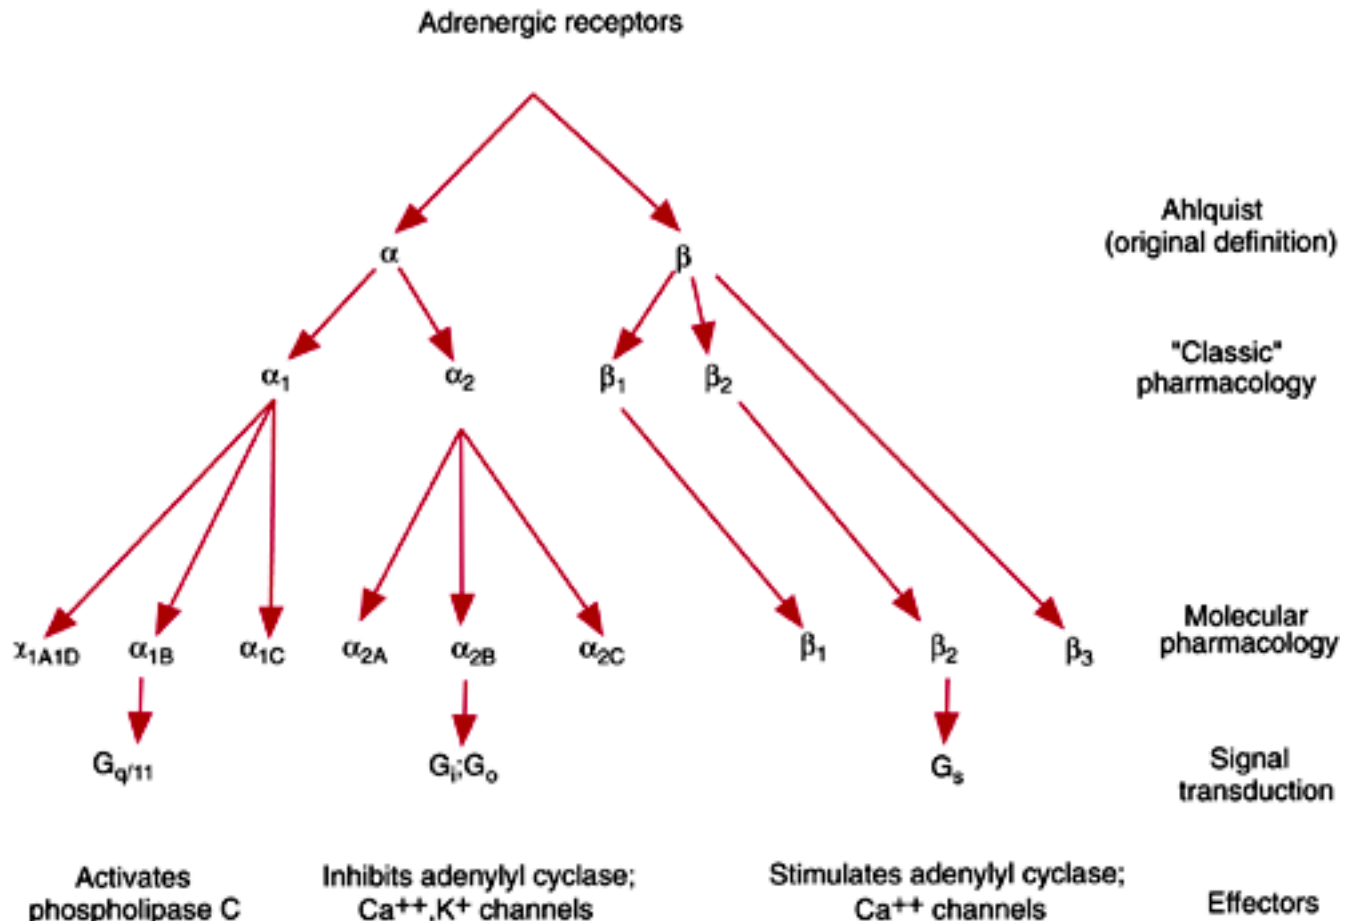 Adrenergic receptors
Ahlquist
(original definition)
α
β
"Classic"
pharmacology
α₁
α₂
β₁
β₂
Molecular
pharmacology
χ₁A1D
α₁B
α₁C
α₂A
α₂B
α₂C
β₁
β₂
β₃
Gq/11
Gi;Go
Gs
Signal
transduction
Activates
phospholipase C
Inhibits adenylyl cyclase;
Ca⁺⁺,K⁺ channels
Stimulates adenylyl cyclase;
Ca⁺⁺ channels
Effectors